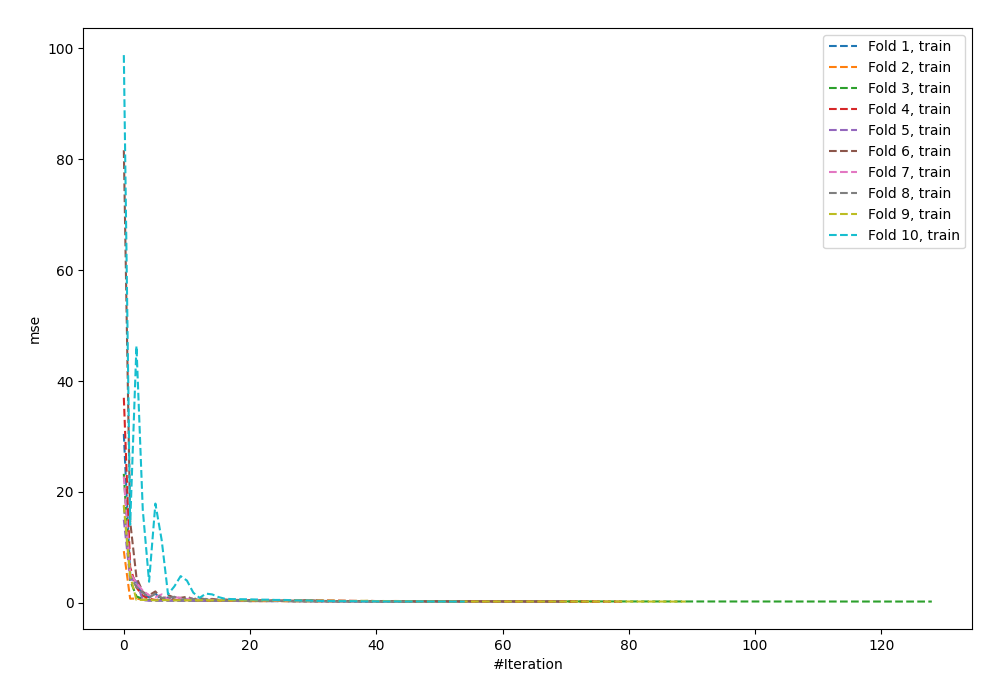 100
80
60
40
20
0
mse
0 20 40 60 80 100 120
#Iteration
Fold 1, train
Fold 2, train
Fold 3, train
Fold 4, train
Fold 5, train
Fold 6, train
Fold 7, train
Fold 8, train
Fold 9, train
Fold 10, train